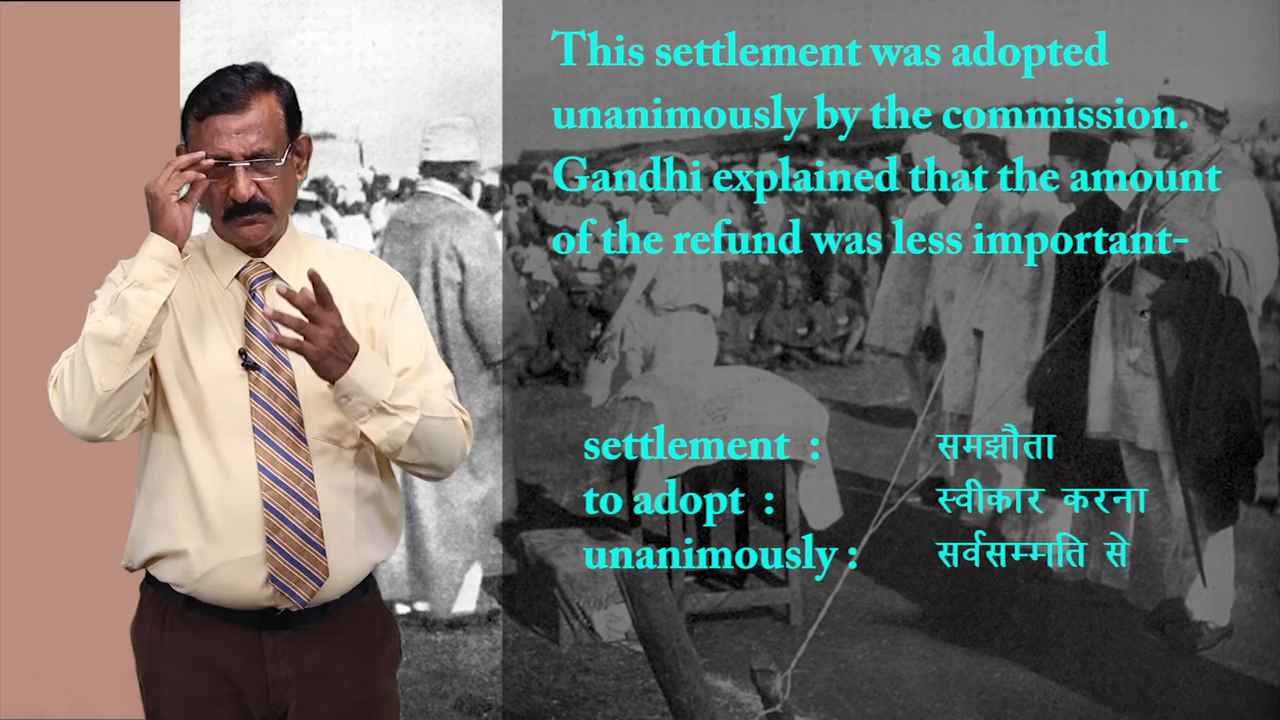 This settlement was adopted
unanimously by the commission.
Gandhi explained that the amount
of the refund was less important-
settlement : समझौता
to adopt : स्वीकार करना
unanimously : सर्वसम्मति से